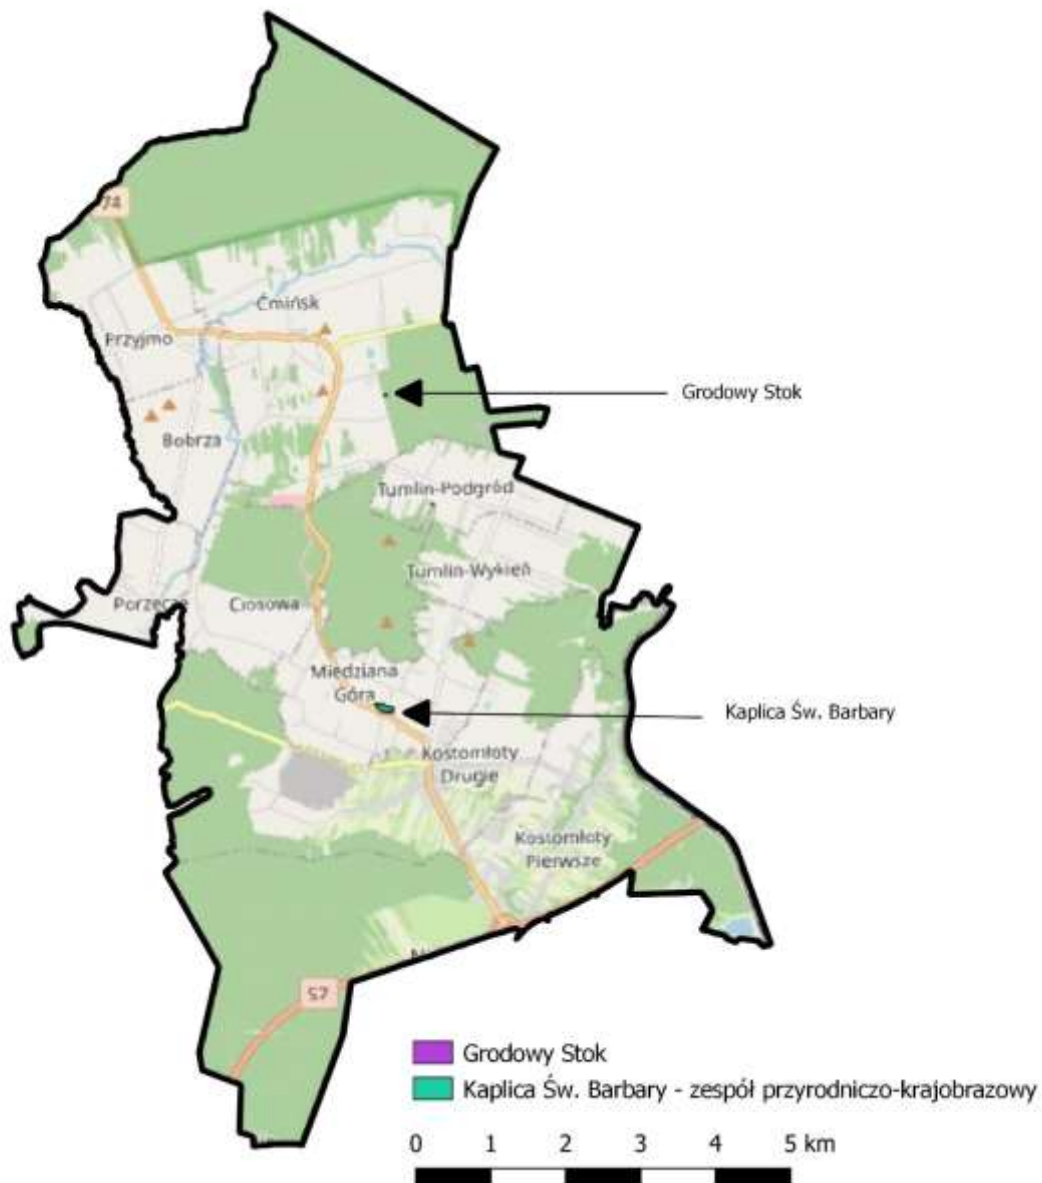 74
Ćmińsk
Przyjmo
Grodowy Stok
Bobrza
Tumlin-Podgród
Tumlin-Wykień
Porzecze
Ciosowa
Miedziana
Góra
Kaplica Św. Barbary
Kostomłoty
Drugie
Kostomłoty
Pierwsze
S7
Grodowy Stok
Kaplica Św. Barbary - zespół przyrodniczo-krajobrazowy
0 1 2 3 4 5 km